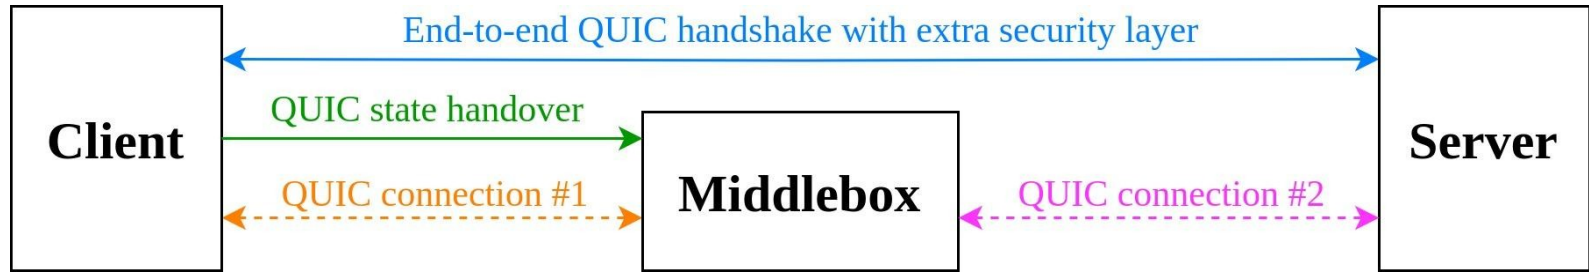 End-to-end QUIC handshake with extra security layer
QUIC state handover
Client
Middlebox
Server
QUIC connection #1
QUIC connection #2